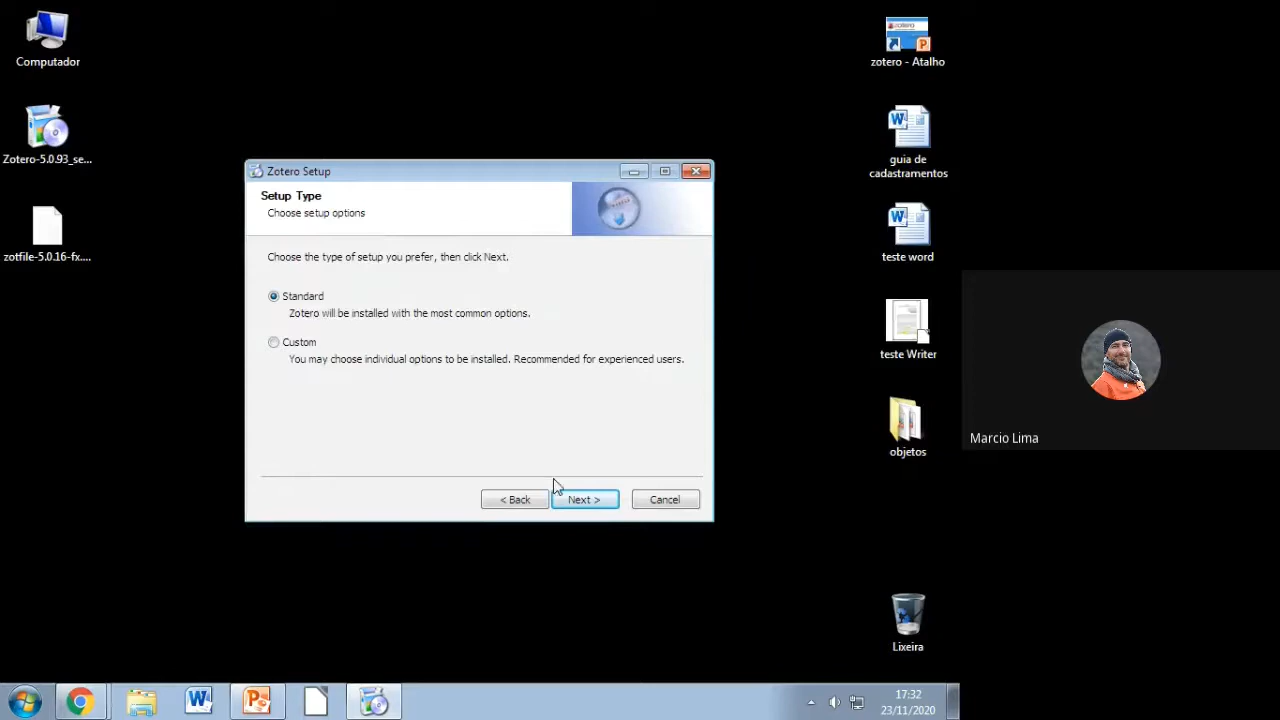 Computador
Zotero-5.0.93_se...
zotfile-5.0.16-fx....
Zotero Setup
Setup Type
Choose setup options
Choose the type of setup you prefer, then click Next.
Standard
Zotero will be installed with the most common options.
Custom
You may choose individual options to be installed. Recommended for experienced users.
< Back
Next >
Cancel
zotero - Atalho
guia de
cadastramentos
teste word
teste Writer
objetos
Lixeira
Marcio Lima
17:32
23/11/2020